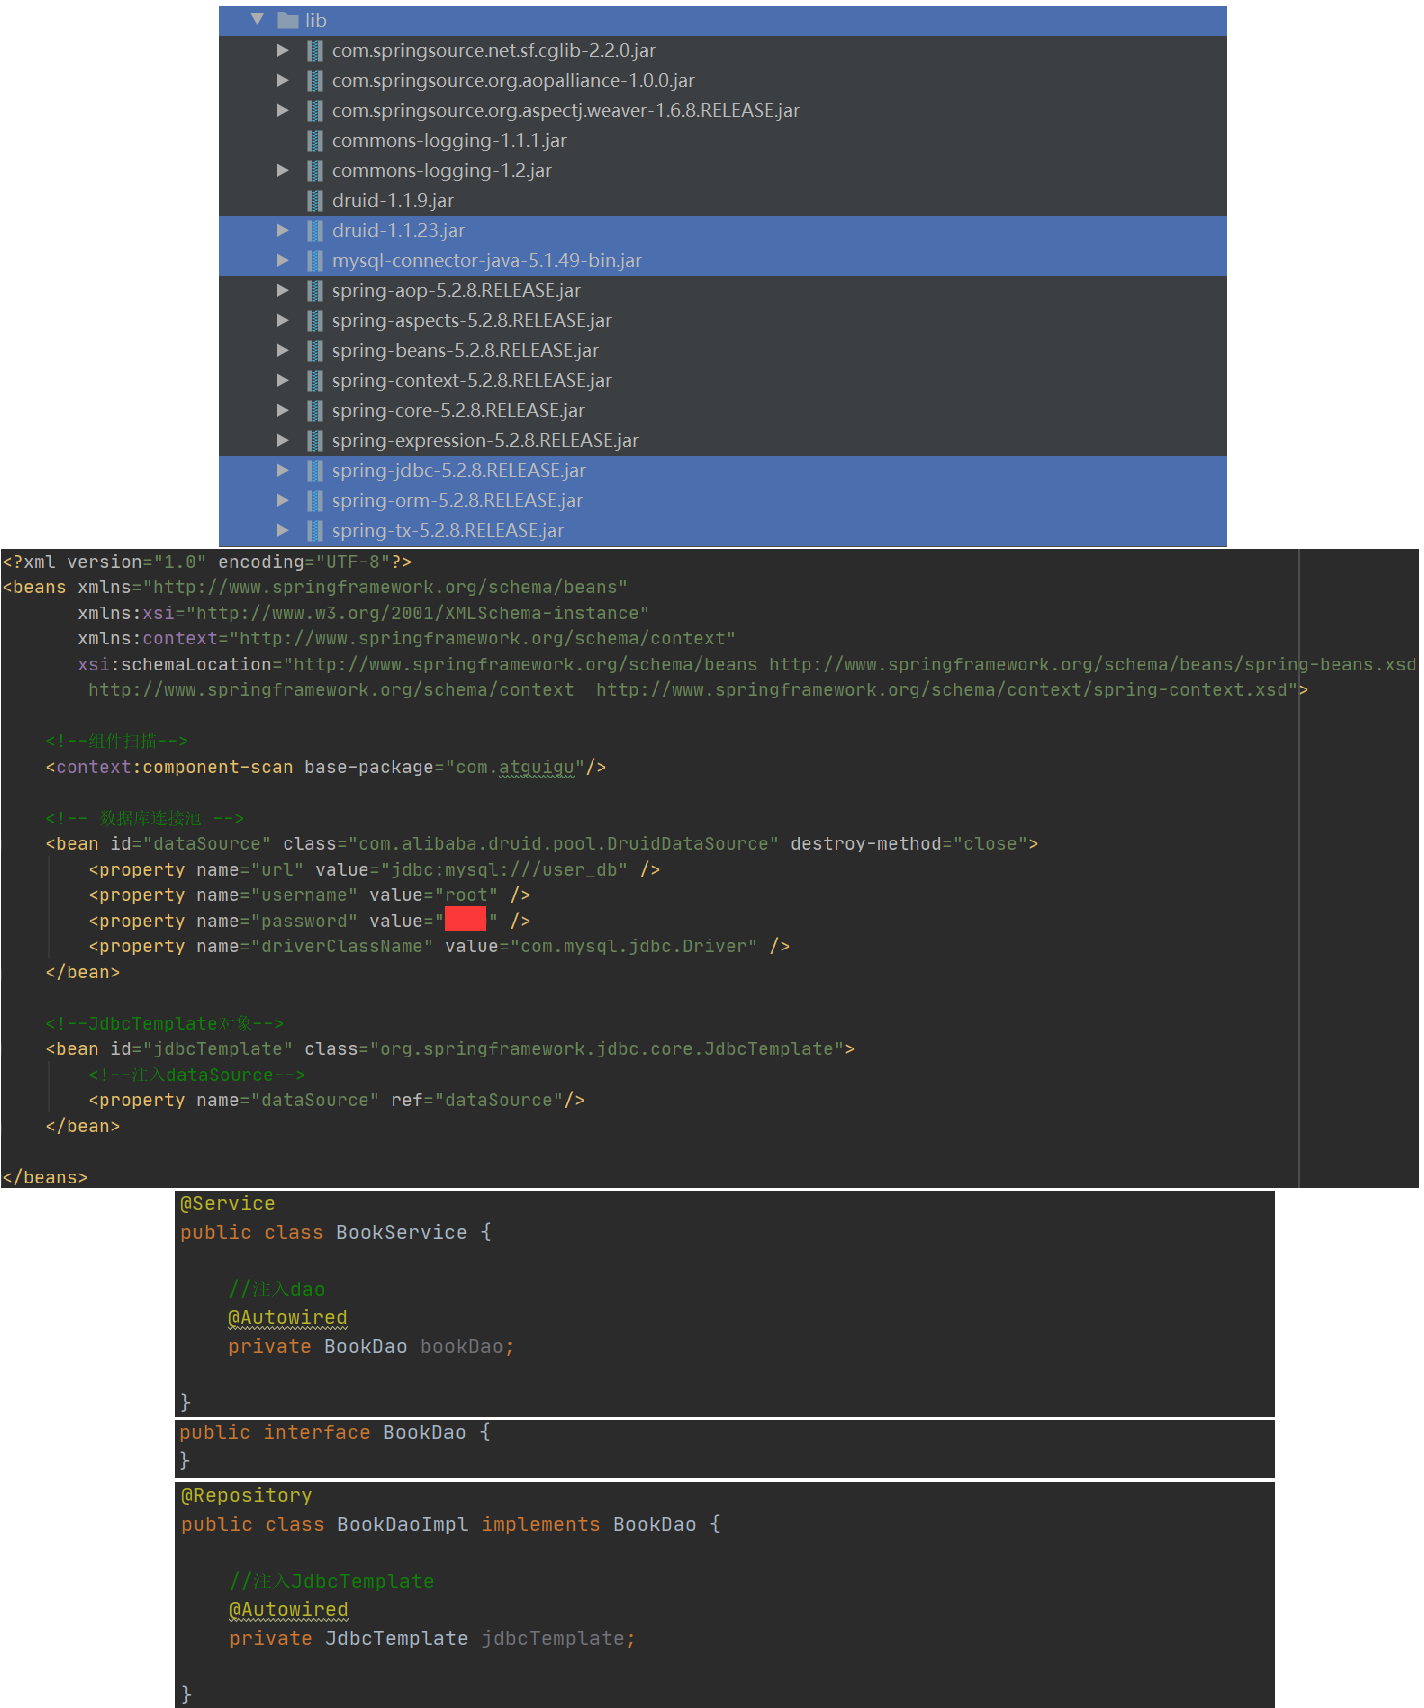 lib
com.springsource.net.sf.cglib-2.2.0.jar
com.springsource.org.aopalliance-1.0.0.jar
com.springsource.org.aspectj.weaver-1.6.8.RELEASE.jar
commons-logging-1.1.1.jar
commons-logging-1.2.jar
druid-1.1.9.jar
druid-1.1.23.jar
mysql-connector-java-5.1.49-bin.jar
spring-aop-5.2.8.RELEASE.jar
spring-aspects-5.2.8.RELEASE.jar
spring-beans-5.2.8.RELEASE.jar
spring-context-5.2.8.RELEASE.jar
spring-core-5.2.8.RELEASE.jar
spring-expression-5.2.8.RELEASE.jar
spring-jdbc-5.2.8.RELEASE.jar
spring-orm-5.2.8.RELEASE.jar
spring-tx-5.2.8.RELEASE.jar
<?xml version="1.0" encoding="UTF-8"?>
<beans xmlns="http://www.springframework.org/schema/beans"
xmlns:xsi="http://www.w3.org/2001/XMLSchema-instance"
xmlns:context="http://www.springframework.org/schema/context"
xsi:schemaLocation="http://www.springframework.org/schema/beans http://www.springframework.org/schema/beans/spring-beans.xsd
http://www.springframework.org/schema/context  http://www.springframework.org/schema/context/spring-context.xsd">
<!--组件扫描-->
<context:component-scan base-package="com.atguigu"/>
<!-- 数据库连接池 -->
<bean id="dataSource" class="com.alibaba.druid.pool.DruidDataSource" destroy-method="close">
<property name="url" value="jdbc:mysql:///user_db" />
<property name="username" value="root" />
<property name="password" value="" />
<property name="driverClassName" value="com.mysql.jdbc.Driver" />
</bean>
<!--JdbcTemplate对象-->
<bean id="jdbcTemplate" class="org.springframework.jdbc.core.JdbcTemplate">
<!--注入dataSource-->
<property name="dataSource" ref="dataSource"/>
</bean>
</beans>
@Service
public class BookService {
//注入dao
@Autowired
private BookDao bookDao;
}
public interface BookDao {
}
@Repository
public class BookDaoImpl implements BookDao {
//注入JdbcTemplate
@Autowired
private JdbcTemplate jdbcTemplate;
}